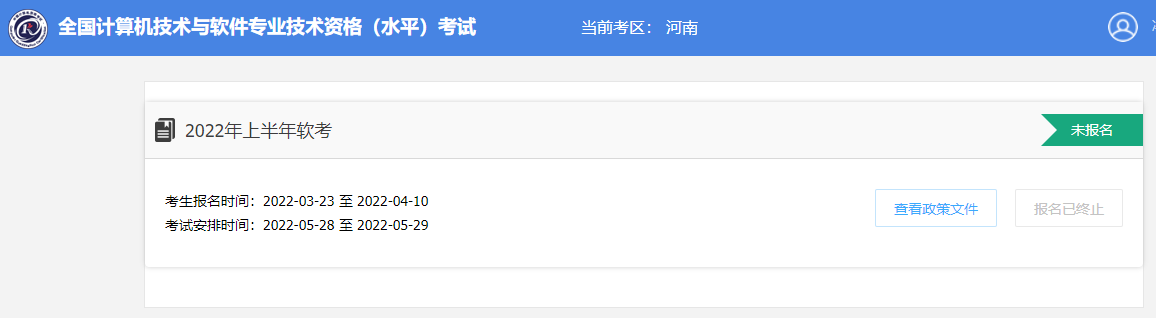 全国计算机技术与软件专业技术资格（水平）考试 当前考区： 河南
2022年上半年软考 未报名
考生报名时间：2022-03-23 至 2022-04-10
考试安排时间：2022-05-28 至 2022-05-29
查看政策文件 报名已终止